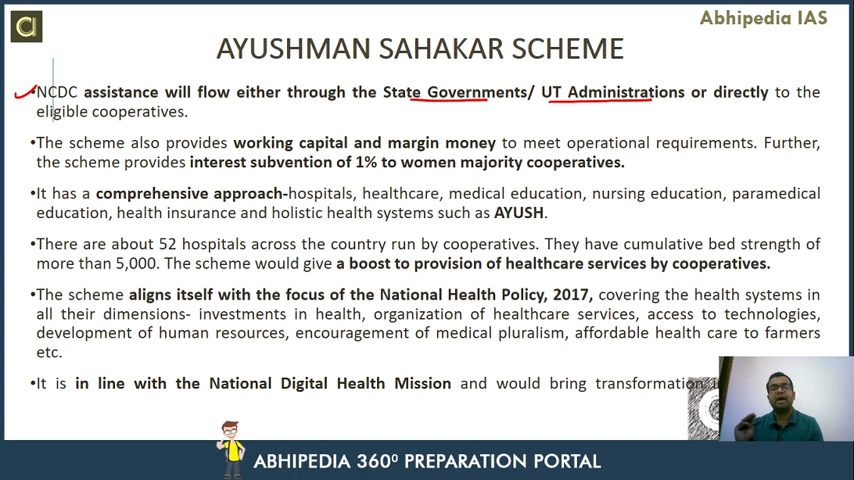 Abhipedia IAS
AYUSHMAN SAHAKAR SCHEME
•NCDC assistance will flow either through the State Governments/ UT Administrations or directly to the
eligible cooperatives.
•The scheme also provides working capital and margin money to meet operational requirements. Further,
the scheme provides interest subvention of 1% to women majority cooperatives.
•It has a comprehensive approach-hospitals, healthcare, medical education, nursing education, paramedical
education, health insurance and holistic health systems such as AYUSH.
•There are about 52 hospitals across the country run by cooperatives. They have cumulative bed strength of
more than 5,000. The scheme would give a boost to provision of healthcare services by cooperatives.
•The scheme aligns itself with the focus of the National Health Policy, 2017, covering the health systems in
all their dimensions- investments in health, organization of healthcare services, access to technologies,
development of human resources, encouragement of medical pluralism, affordable health care to farmers
etc.
•It is in line with the National Digital Health Mission and would bring transformation
ABHIPEDIA 360⁰ PREPARATION PORTAL